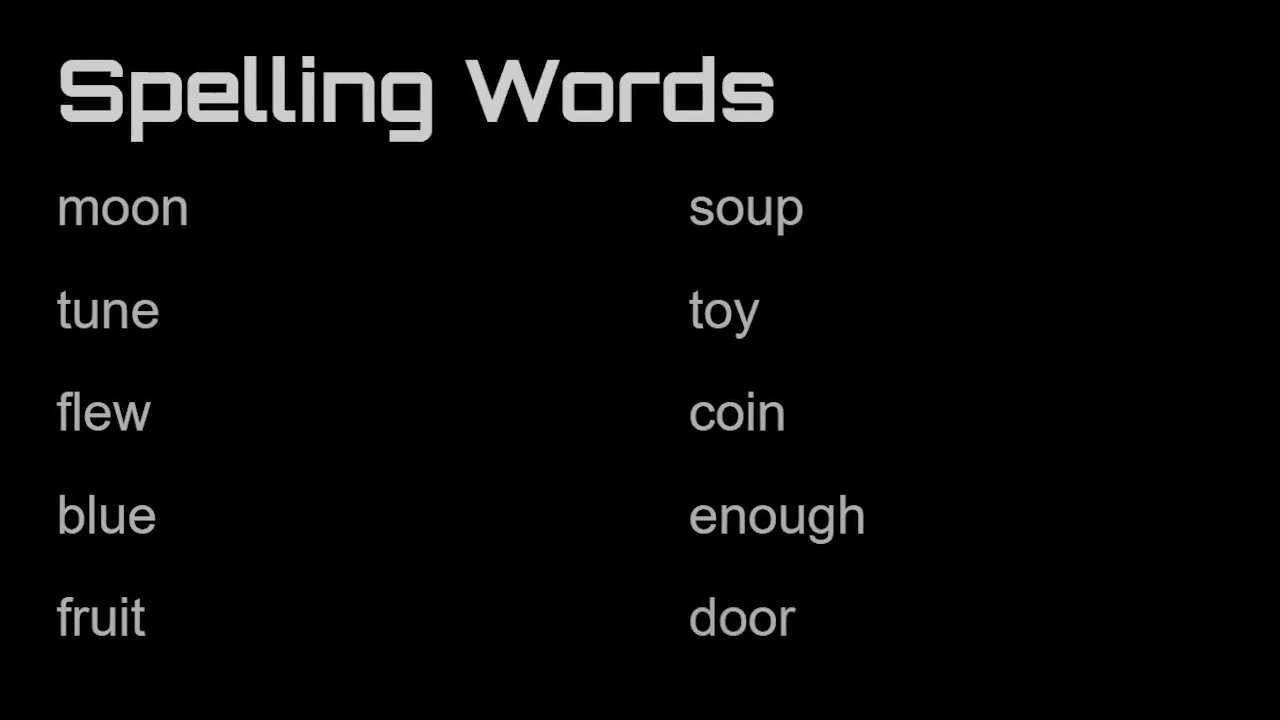 Spelling Words
moon
tune
flew
blue
fruit
soup
toy
coin
enough
door